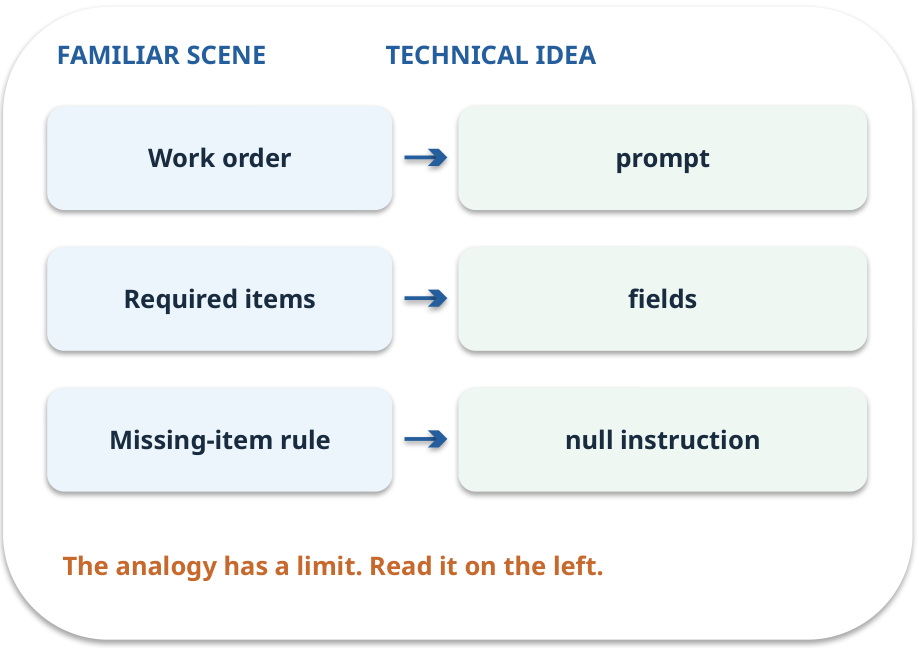 FAMILIAR SCENE TECHNICAL IDEA
Work order → prompt
Required items → fields
Missing-item rule → null instruction
The analogy has a limit. Read it on the left.